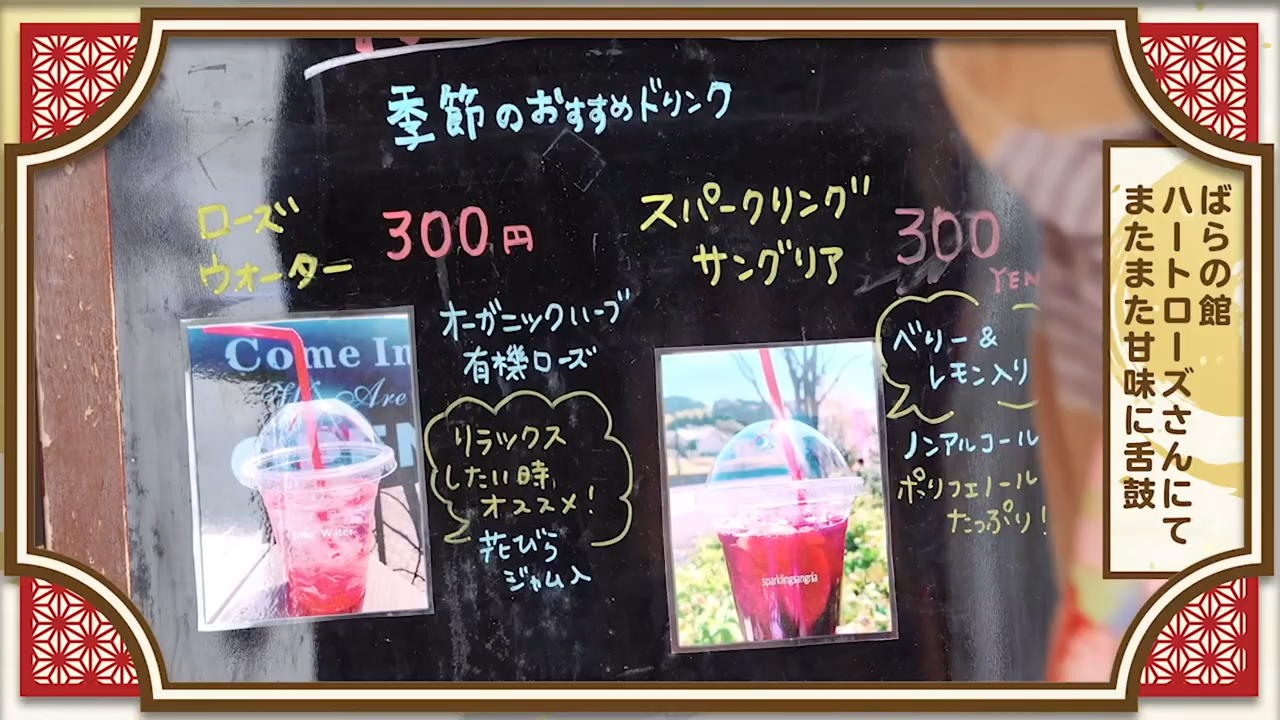 季節のおすすめドリンク
ローズ
ウォーター
300円
オーガニックハーブ
有機ローズ
リラックス
したい時、
オススメ!
花びら
ジャム入
Come In
We Are
Rose Water
スパークリング
サングリア
300
YEN
ベリー&
レモン入り
ノンアルコール
ポリフェノール
たっぷり!
sparklingsangria
ばらの館
ハートローズさんにて
またまた甘味に舌鼓